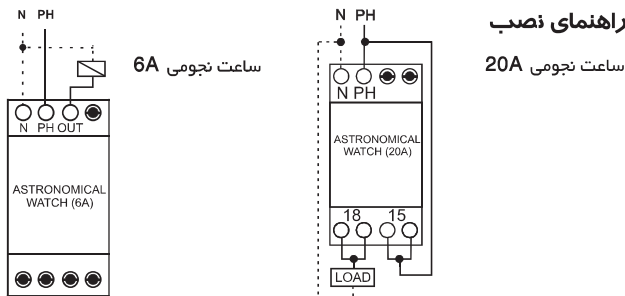 راهنمای نصب
ساعت نجومی 20A
N PH
N PH
ASTRONOMICAL
WATCH (20A)
18 15
LOAD
ساعت نجومی 6A
N PH
N PH OUT
ASTRONOMICAL
WATCH (6A)